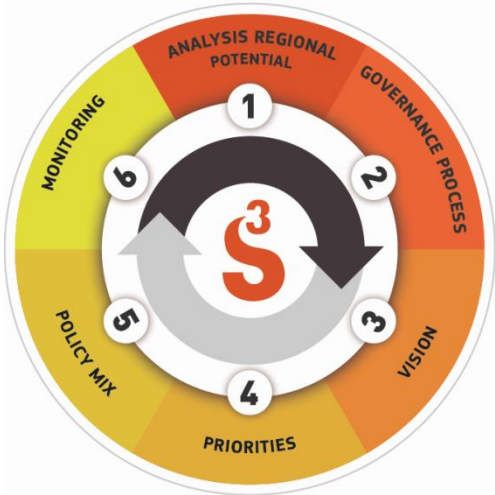 ANALYSIS REGIONAL
POTENTIAL
1
GOVERNANCE PROCESS
2
VISION
3
PRIORITIES
4
POLICY MIX
5
MONITORING
6
S3